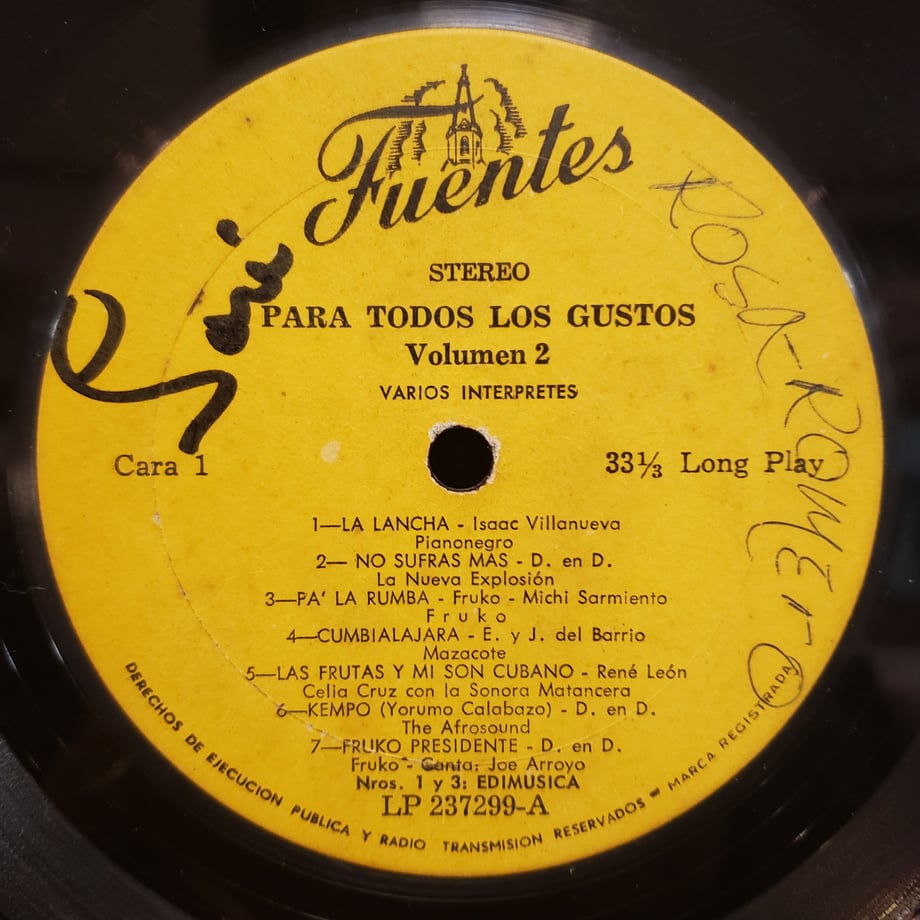 Fuentes
STEREO
PARA TODOS LOS GUSTOS
Volumen 2
VARIOS INTERPRETES
Cara 1
33⅓ Long Play
1—LA LANCHA - Isaac Villanueva
Pianonegro
2— NO SUFRAS MAS - D. en D.
La Nueva Explosión
3—PA' LA RUMBA - Fruko - Michi Sarmiento
Fruko
4—CUMBIALAJARA - E. y J. del Barrio
Mazacote
5—LAS FRUTAS Y MI SON CUBANO - René León
Celia Cruz con la Sonora Matancera
6—KEMPO (Yorumo Calabazo) - D. en D.
The Afrosound
7—FRUKO PRESIDENTE - D. en D.
Fruko - Canta: Joe Arroyo
Nros. 1 y 3: EDIMUSICA
LP 237299-A
DERECHOS DE EJECUCION PUBLICA Y RADIO TRANSMISION RESERVADOS - MARCA REGISTRADA
ROSA-ROMERO